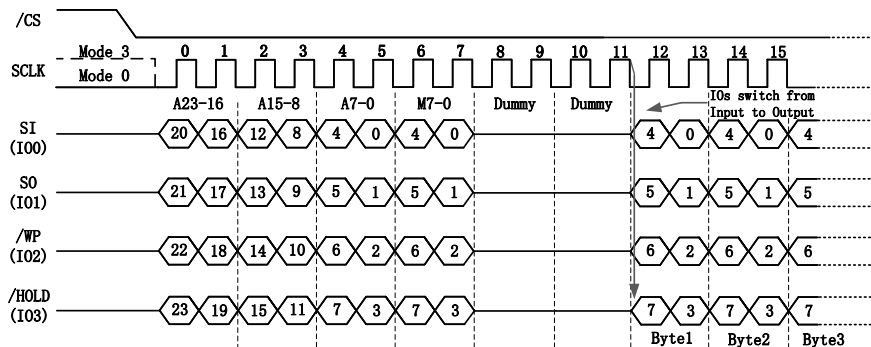 /CS
Mode 3 0 1 2 3 4 5 6 7 8 9 10 11 12 13 14 15
SCLK
Mode 0
A23-16 A15-8 A7-0 M7-0 Dummy Dummy
IOs switch from
Input to Output
SI
(IO0)
20 16 12 8 4 0 4 0 4 0 4 0 4
SO
(IO1)
21 17 13 9 5 1 5 1 5 1 5 1 5
/WP
(IO2)
22 18 14 10 6 2 6 2 6 2 6 2 6
/HOLD
(IO3)
23 19 15 11 7 3 7 3 7 3 7 3 7
Byte1 Byte2 Byte3